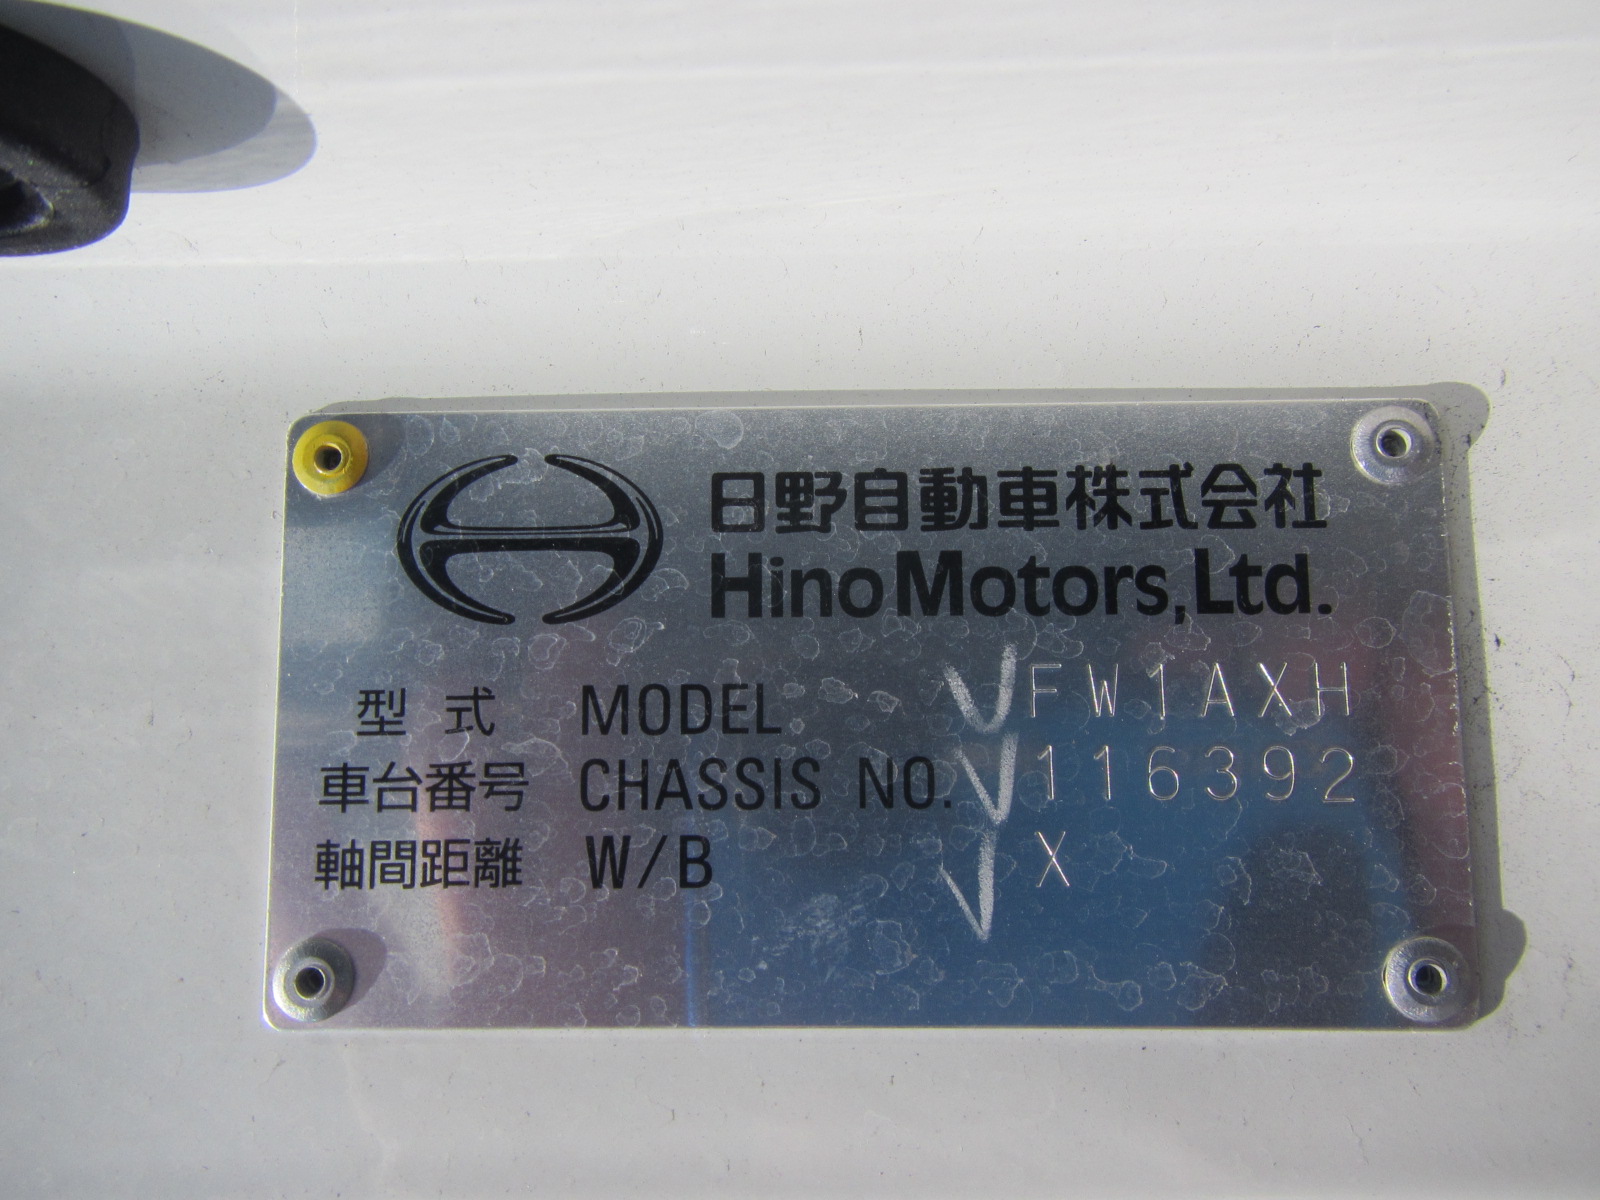 日野自動車株式会社
Hino Motors, Ltd.
型式 MODEL FW1AXH
車台番号 CHASSIS NO. 116392
軸間距離 W/B X